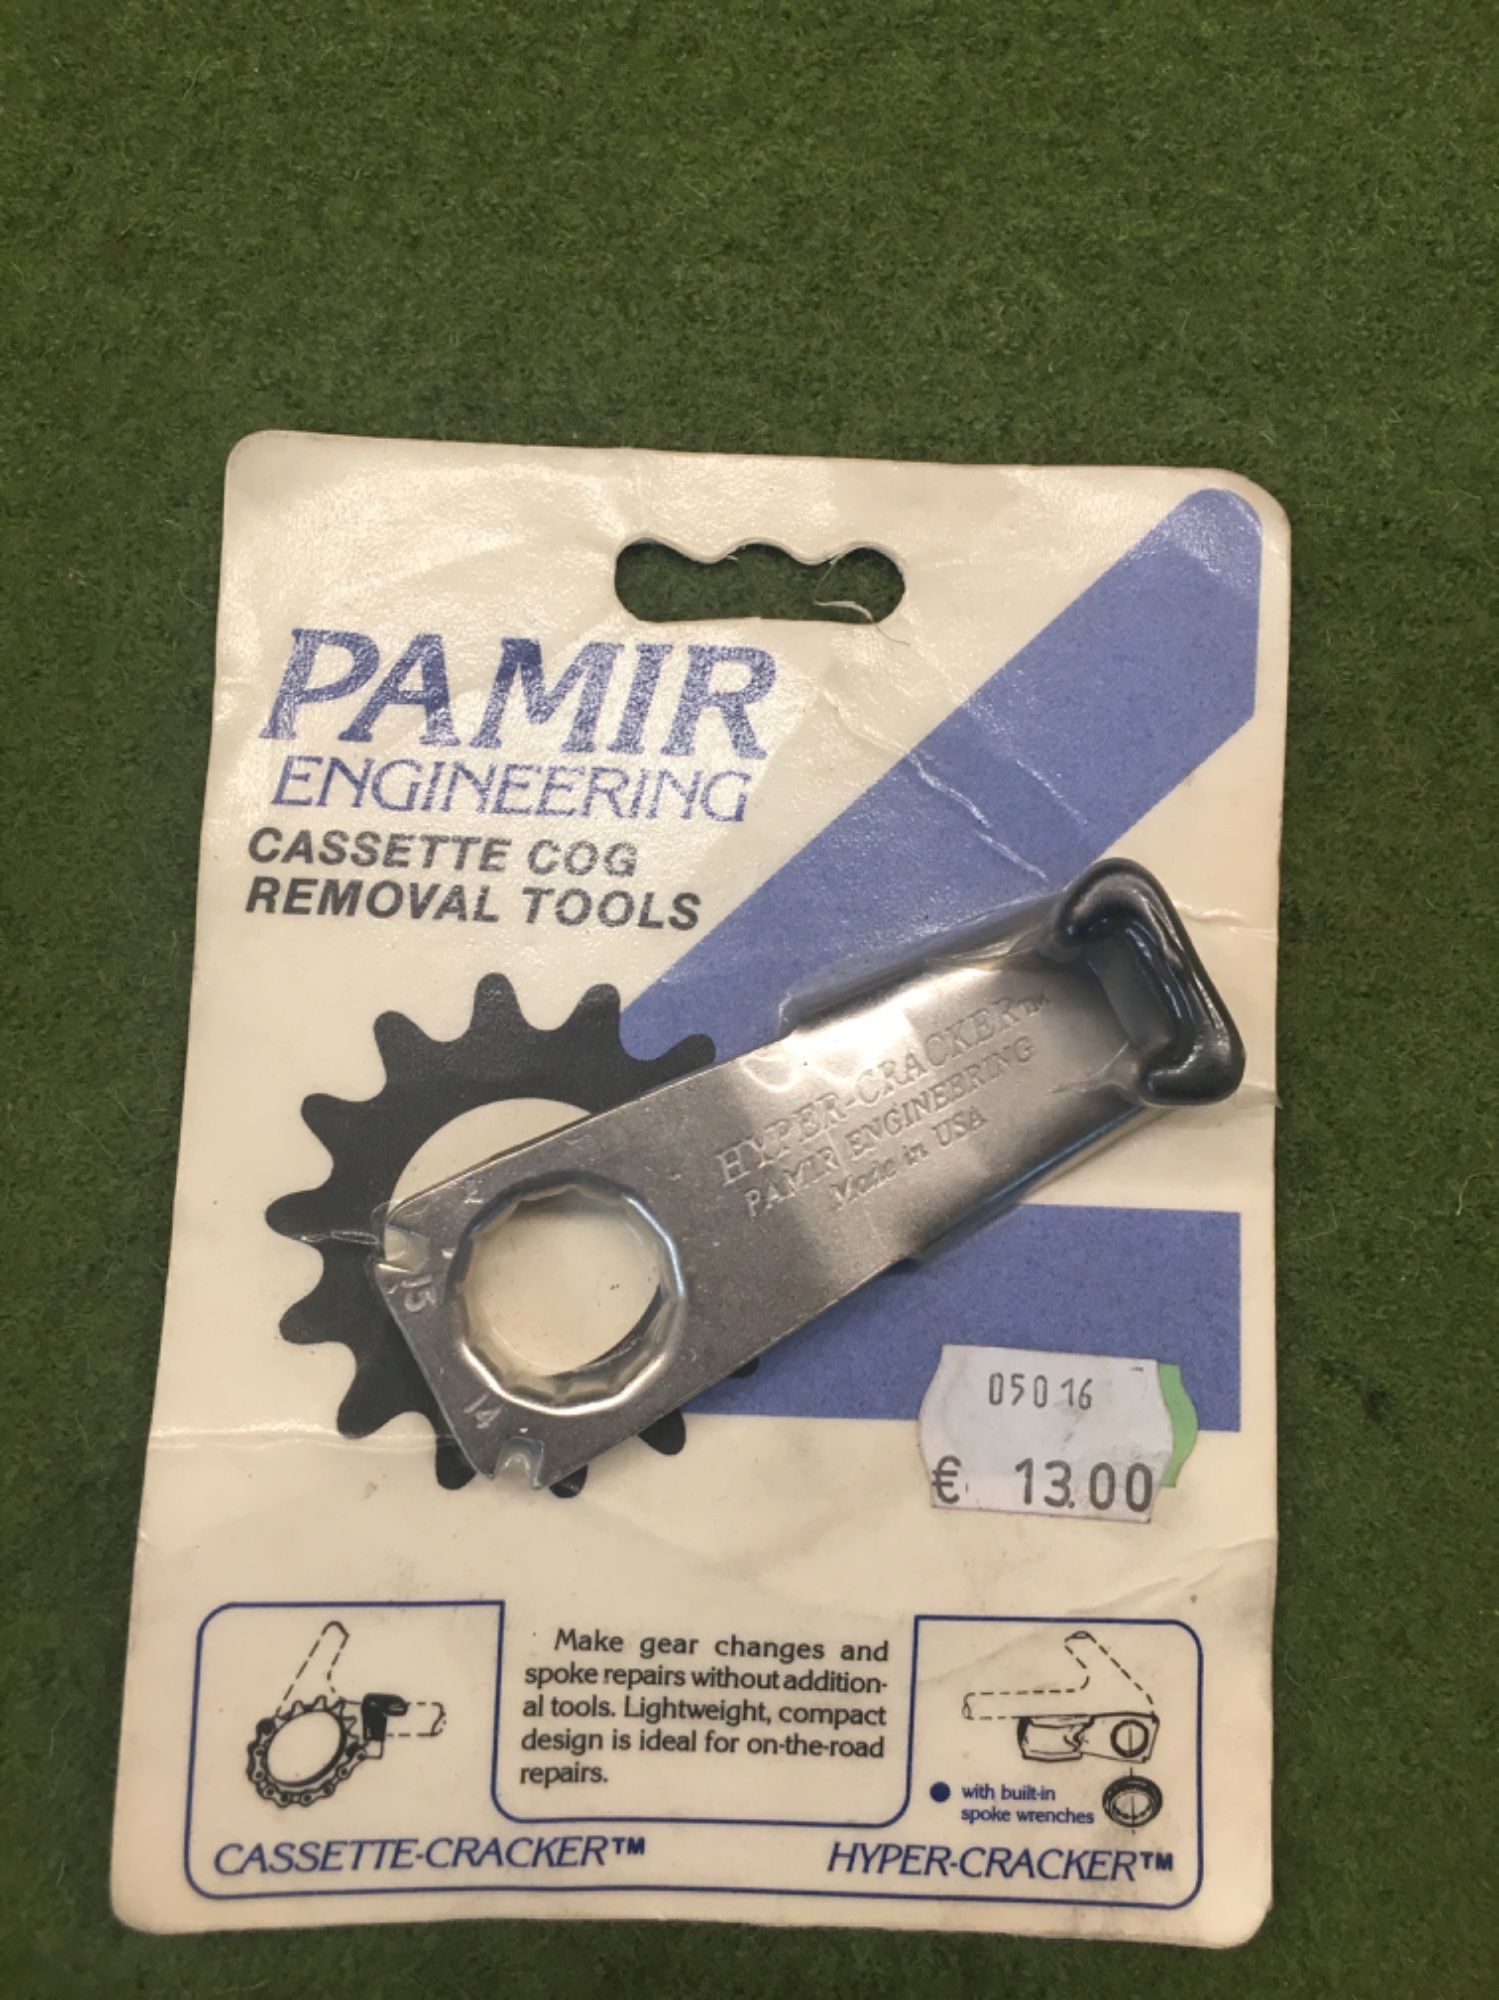 PAMIR
ENGINEERING
CASSETTE COG
REMOVAL TOOLS
HYPER-CRACKER™
PAMIR ENGINEERING
Made in USA
15
14
05016
€ 13.00
Make gear changes and
spoke repairs without addition-
al tools. Lightweight, compact
design is ideal for on-the-road
repairs.
with built-in
spoke wrenches
CASSETTE-CRACKER™
HYPER-CRACKER™